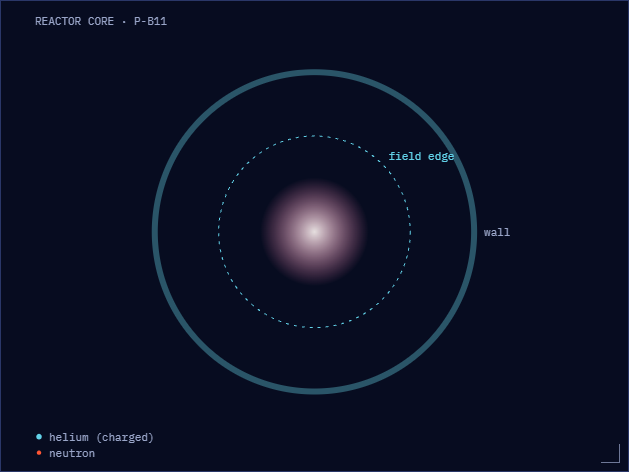 REACTOR CORE · P-B11
field edge
wall
helium (charged)
neutron